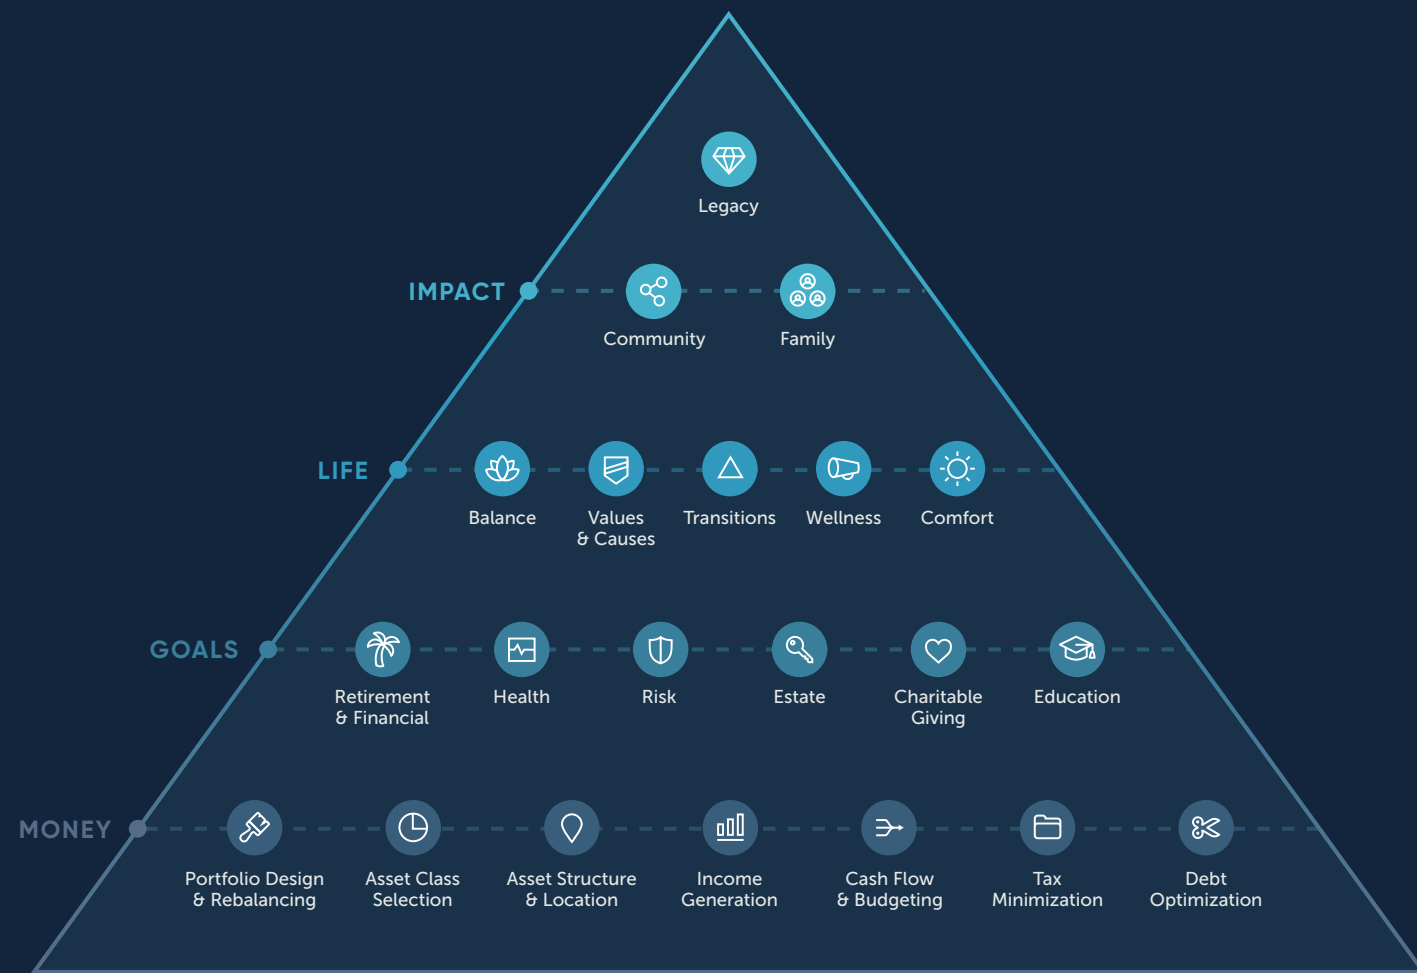 Legacy
IMPACT
Community
Family
LIFE
Balance
Values
& Causes
Transitions
Wellness
Comfort
GOALS
Retirement
& Financial
Health
Risk
Estate
Charitable
Giving
Education
MONEY
Portfolio Design
& Rebalancing
Asset Class
Selection
Asset Structure
& Location
Income
Generation
Cash Flow
& Budgeting
Tax
Minimization
Debt
Optimization